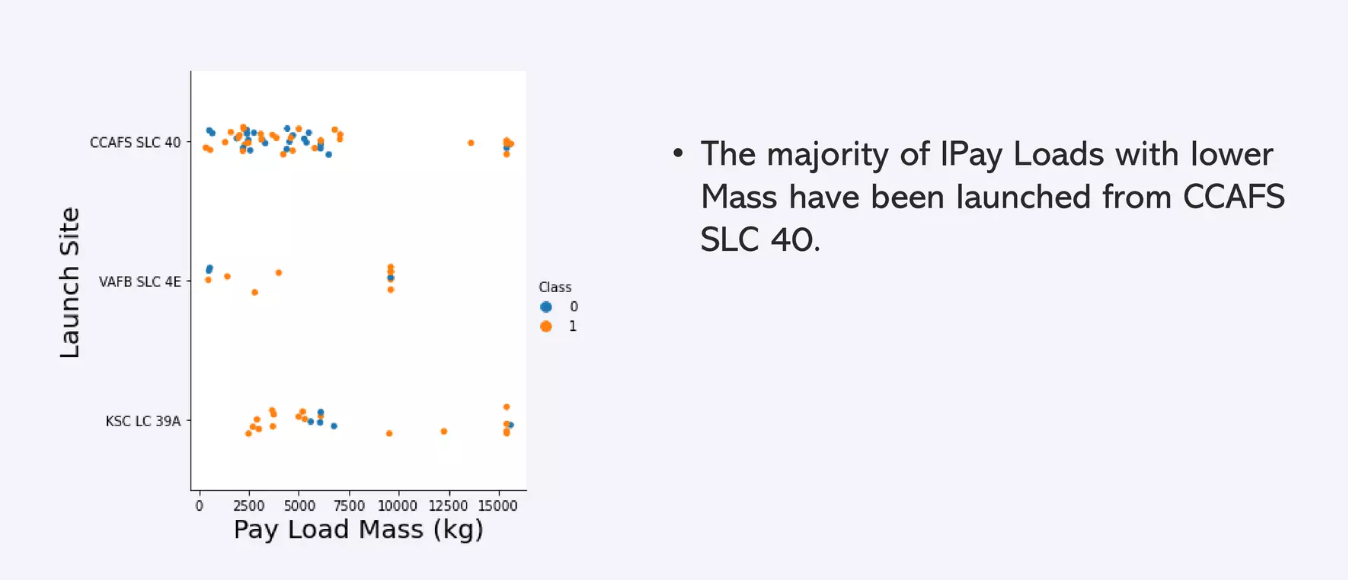 CCAFS SLC 40
VAFB SLC 4E
KSC LC 39A
Launch Site
0 2500 5000 7500 10000 12500 15000
Pay Load Mass (kg)
Class
0
1
• The majority of IPay Loads with lower
Mass have been launched from CCAFS
SLC 40.